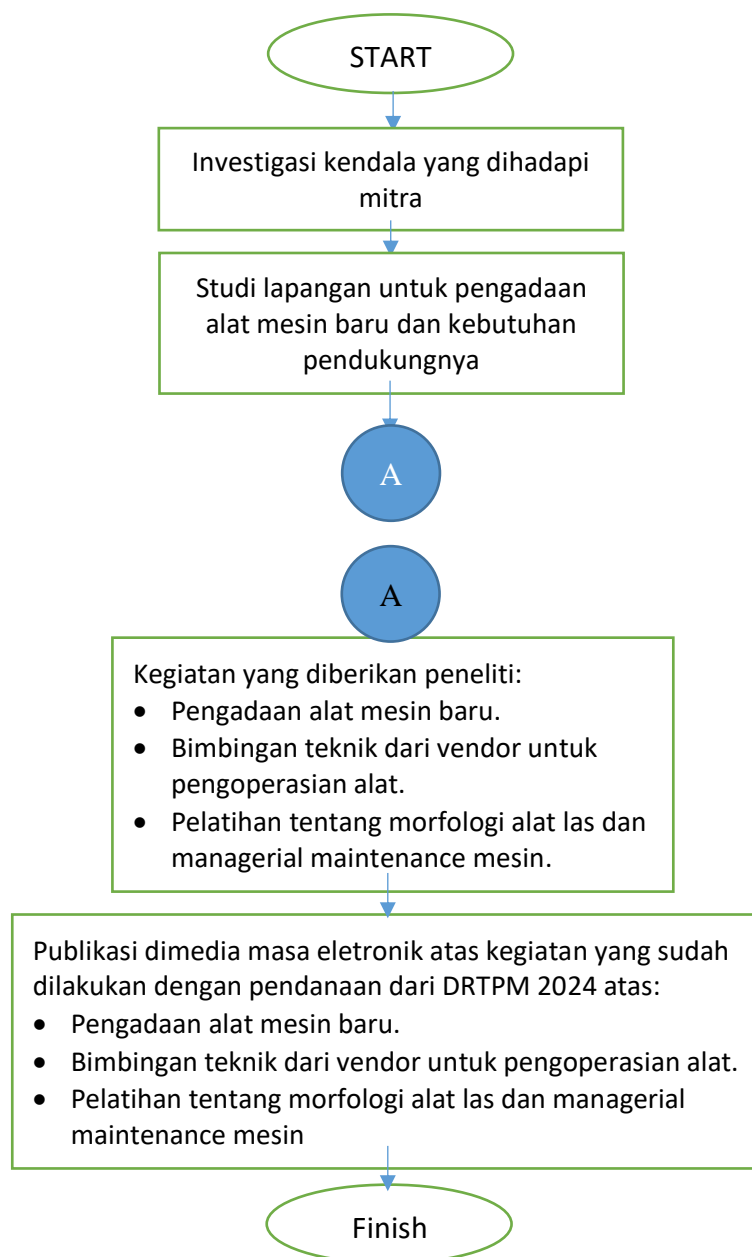 START
Investigasi kendala yang dihadapi
mitra
Studi lapangan untuk pengadaan
alat mesin baru dan kebutuhan
pendukungnya
A
A
Kegiatan yang diberikan peneliti:
• Pengadaan alat mesin baru.
• Bimbingan teknik dari vendor untuk
pengoperasian alat.
• Pelatihan tentang morfologi alat las dan
managerial maintenance mesin.
Publikasi dimedia masa eletronik atas kegiatan yang sudah
dilakukan dengan pendanaan dari DRTPM 2024 atas:
• Pengadaan alat mesin baru.
• Bimbingan teknik dari vendor untuk pengoperasian alat.
• Pelatihan tentang morfologi alat las dan managerial
maintenance mesin
Finish